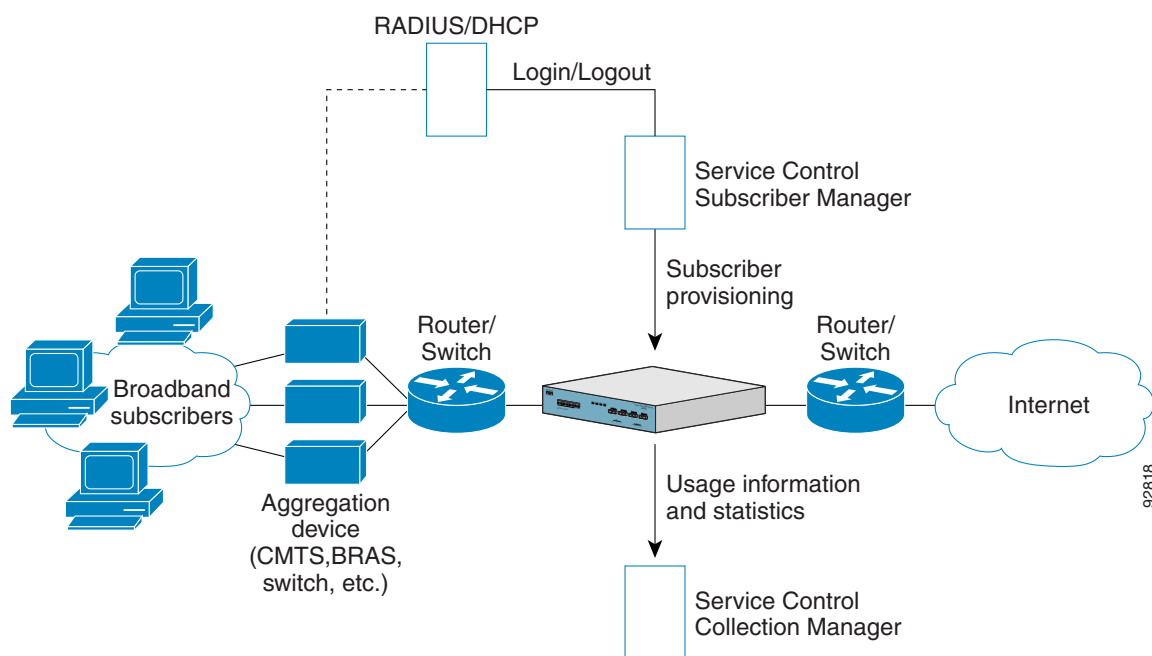 RADIUS/DHCP
Login/Logout
Service Control
Subscriber Manager
Subscriber
provisioning
Router/
Switch
Router/
Switch
Broadband
subscribers
Internet
Aggregation
device
(CMTS,BRAS,
switch, etc.)
Usage information
and statistics
92818
Service Control
Collection Manager